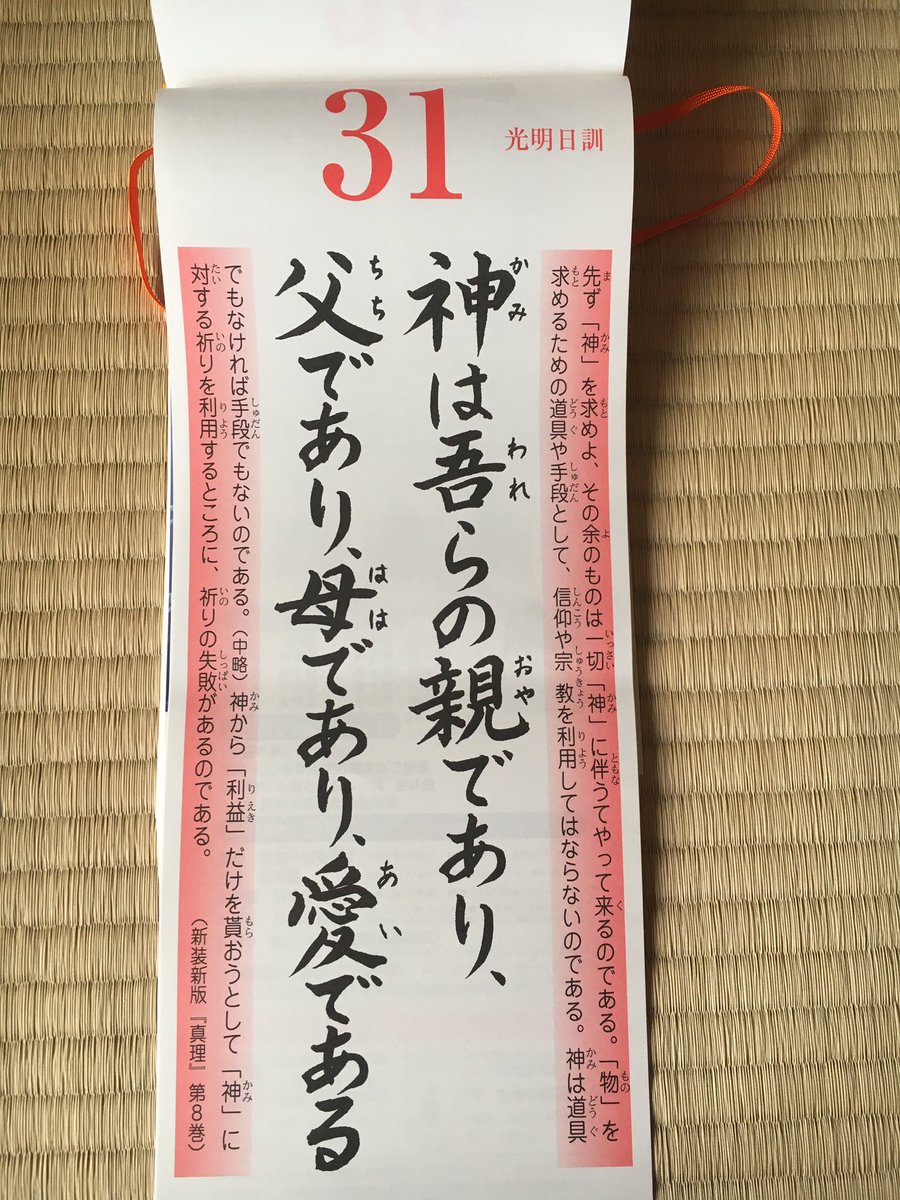 31
光明日訓
先ず「神」を求めよ、その余のものは一切「神」に伴うてやって来るのである。「物」を
求めるための道具や手段として、信仰や宗教を利用してはならないのである。神は道具
神は吾らの親であり、
父であり、母であり、愛である
でもなければ手段でもないのである。（中略）神から「利益」だけを貰おうとして「神」に
対する祈りを利用するところに、祈りの失敗があるのである。
（新装新版『真理』第8巻）